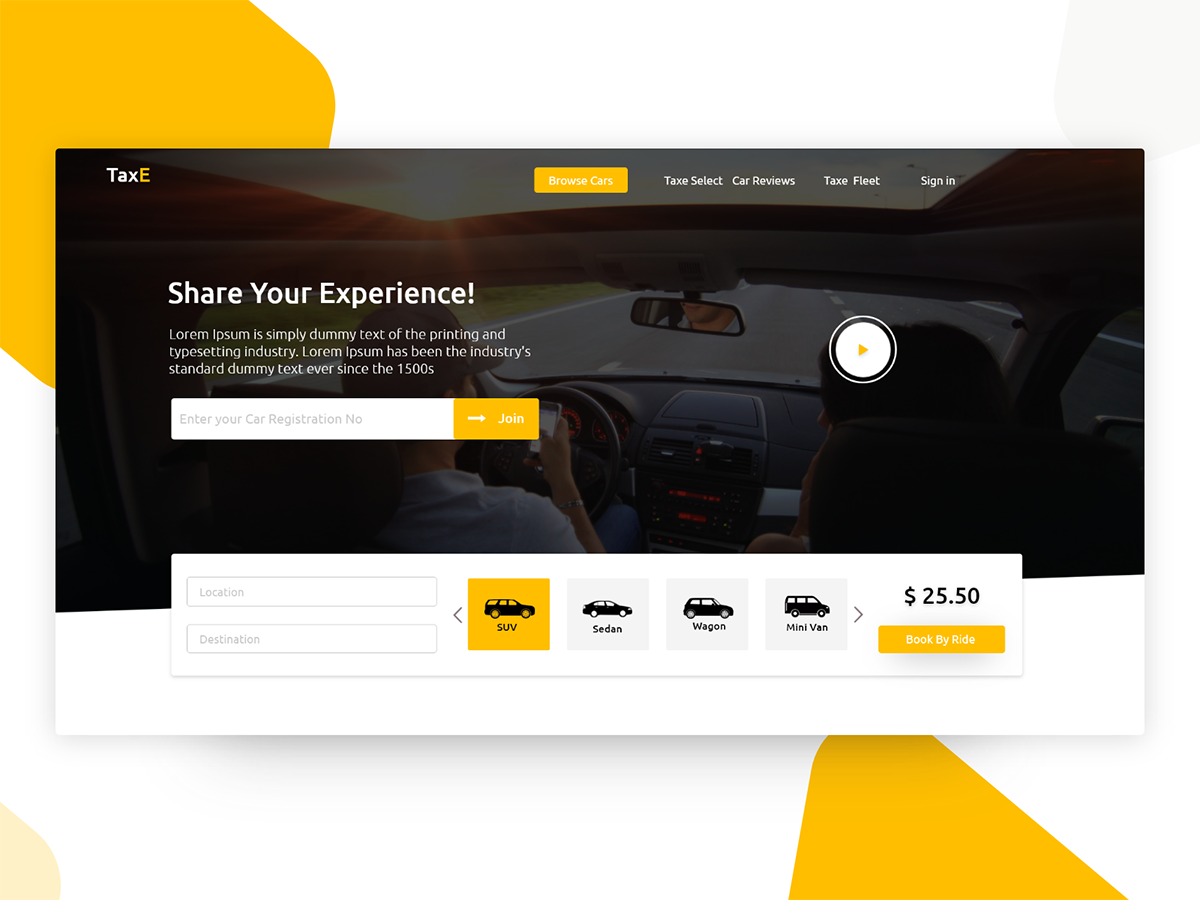 TaxE
Browse Cars
Taxe Select
Car Reviews
Taxe Fleet
Sign in
Share Your Experience!
Lorem Ipsum is simply dummy text of the printing and
typesetting industry. Lorem Ipsum has been the industry's
standard dummy text ever since the 1500s
Enter your Car Registration No
Join
Location
Destination
SUV
Sedan
Wagon
Mini Van
$ 25.50
Book By Ride